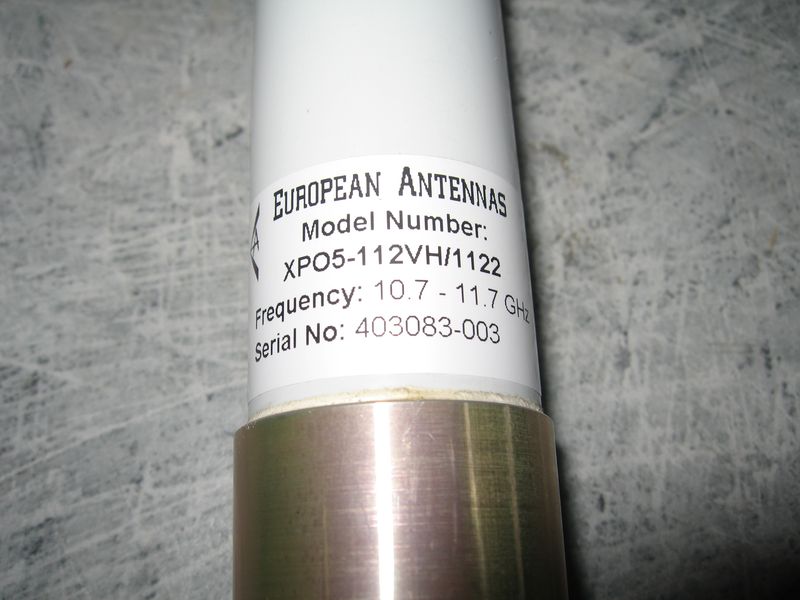 EUROPEAN ANTENNAS
Model Number:
XPO5-112VH/1122
Frequency: 10.7 - 11.7 GHz
Serial No: 403083-003